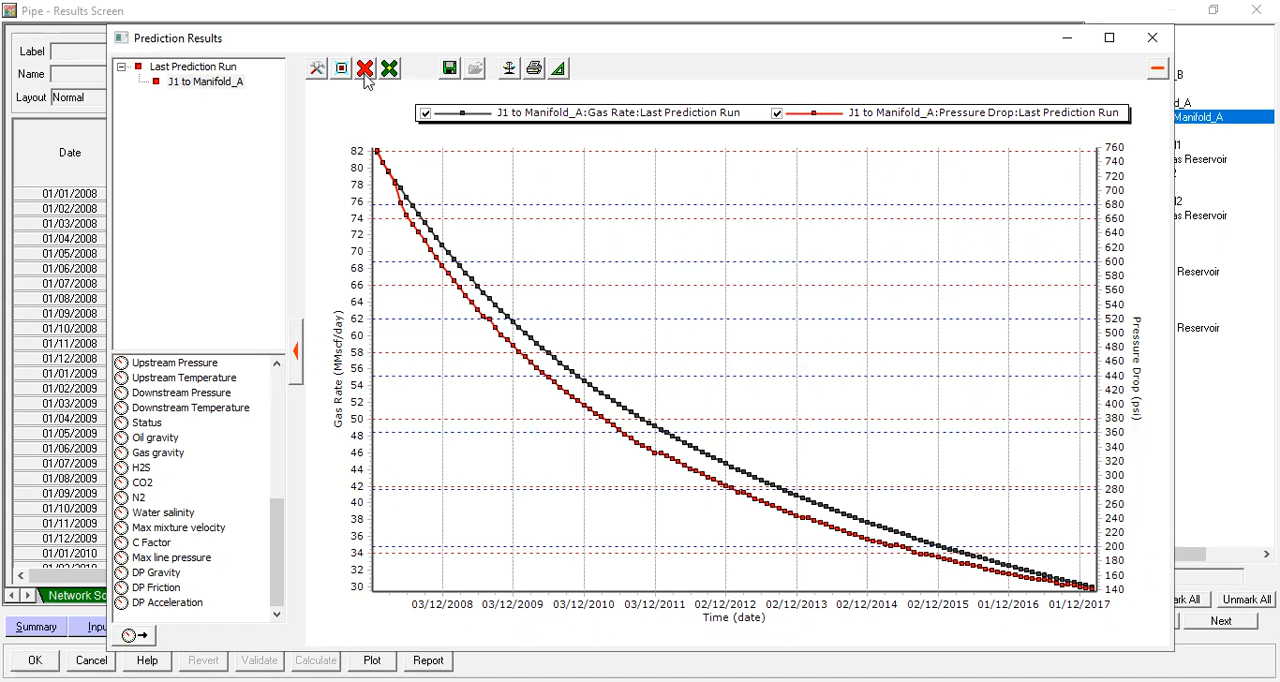 Pipe - Results Screen
Prediction Results
Label
Name
Layout Normal
Date
01/01/2008
01/02/2008
01/03/2008
01/04/2008
01/05/2008
01/06/2008
01/07/2008
01/08/2008
01/09/2008
01/10/2008
01/11/2008
01/12/2008
01/01/2009
01/02/2009
01/03/2009
01/04/2009
01/05/2009
01/06/2009
01/07/2009
01/08/2009
01/09/2009
01/10/2009
01/11/2009
01/12/2009
01/01/2010
Network So
Summary
Inpu
OK Cancel Help Revert Validate Calculate Plot Report
Last Prediction Run
J1 to Manifold_A
Upstream Pressure
Upstream Temperature
Downstream Pressure
Downstream Temperature
Status
Oil gravity
Gas gravity
H2S
CO2
N2
Water salinity
Max mixture velocity
C Factor
Max line pressure
DP Gravity
DP Friction
DP Acceleration
J1 to Manifold_A:Gas Rate:Last Prediction Run
J1 to Manifold_A:Pressure Drop:Last Prediction Run
82
80
78
76
74
72
70
68
66
64
62
60
58
56
54
52
50
48
46
44
42
40
38
36
34
32
30
Gas Rate (MMscf/day)
760
740
720
700
680
660
640
620
600
580
560
540
520
500
480
460
440
420
400
380
360
340
320
300
280
260
240
220
200
180
160
140
Pressure Drop (psi)
03/12/2008 03/12/2009 03/12/2010 03/12/2011 02/12/2012 02/12/2013 02/12/2014 02/12/2015 01/12/2016 01/12/2017
Time (date)
_B
d_A
Manifold_A
1
as Reservoir
2
as Reservoir
Reservoir
Reservoir
rk All
Unmark All
Next